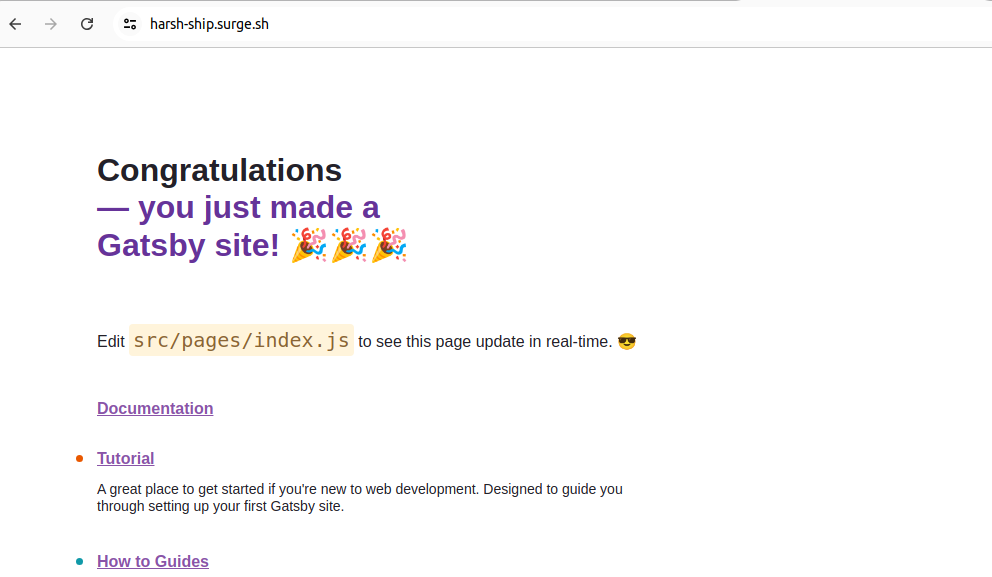 harsh-ship.surge.sh
Congratulations
— you just made a
Gatsby site! 🎉🎉🎉
Edit src/pages/index.js to see this page update in real-time. 😎
Documentation
Tutorial
A great place to get started if you're new to web development. Designed to guide you
through setting up your first Gatsby site.
How to Guides